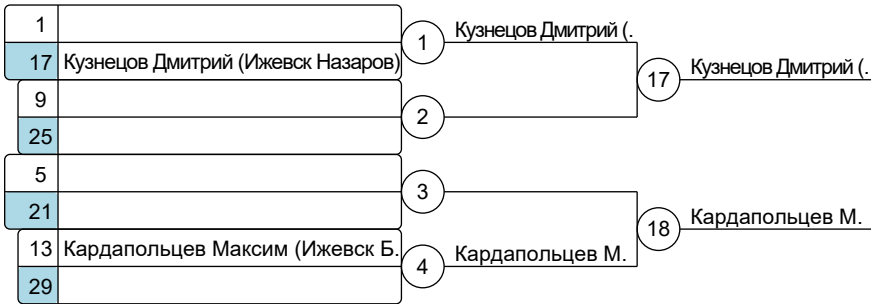 1
Кузнецов Дмитрий (.
17 Кузнецов Дмитрий (Ижевск Назаров)
1
17
Кузнецов Дмитрий (.
9
2
25
5
3
21
18
Кардапольцев М.
13 Кардапольцев Максим (Ижевск Б.
4
Кардапольцев М.
29